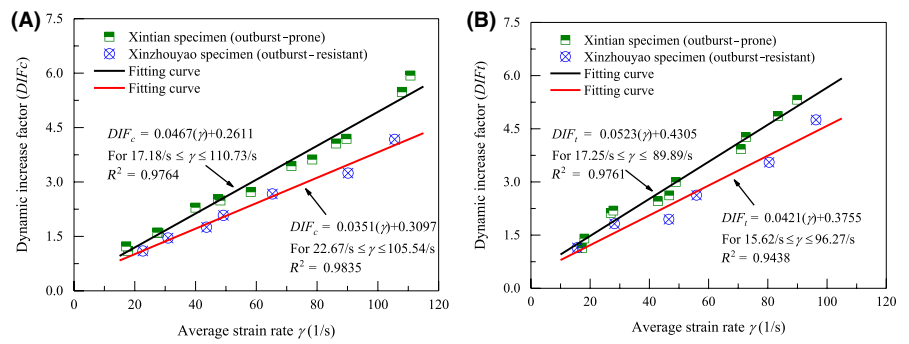 (A)
7.5
6.0
4.5
3.0
1.5
0.0
Dynamic increase factor (DIFc)
Xintian specimen (outburst-prone)
Xinzhouyao specimen (outburst-resistant)
Fitting curve
Fitting curve
DIF_c = 0.0467(γ)+0.2611
For 17.18/s ≤ γ ≤ 110.73/s
R² = 0.9764
DIF_c = 0.0351(γ)+0.3097
For 22.67/s ≤ γ ≤ 105.54/s
R² = 0.9835
0 20 40 60 80 100 120
Average strain rate γ (1/s)
(B)
7.5
6.0
4.5
3.0
1.5
0.0
Dynamic increase factor (DIFt)
Xintian specimen (outburst-prone)
Xinzhouyao specimen (outburst-resistant)
Fitting curve
Fitting curve
DIF_t = 0.0523(γ)+0.4305
For 17.25/s ≤ γ ≤ 89.89/s
R² = 0.9761
DIF_t = 0.0421(γ)+0.3755
For 15.62/s ≤ γ ≤ 96.27/s
R² = 0.9438
0 20 40 60 80 100 120
Average strain rate γ (1/s)